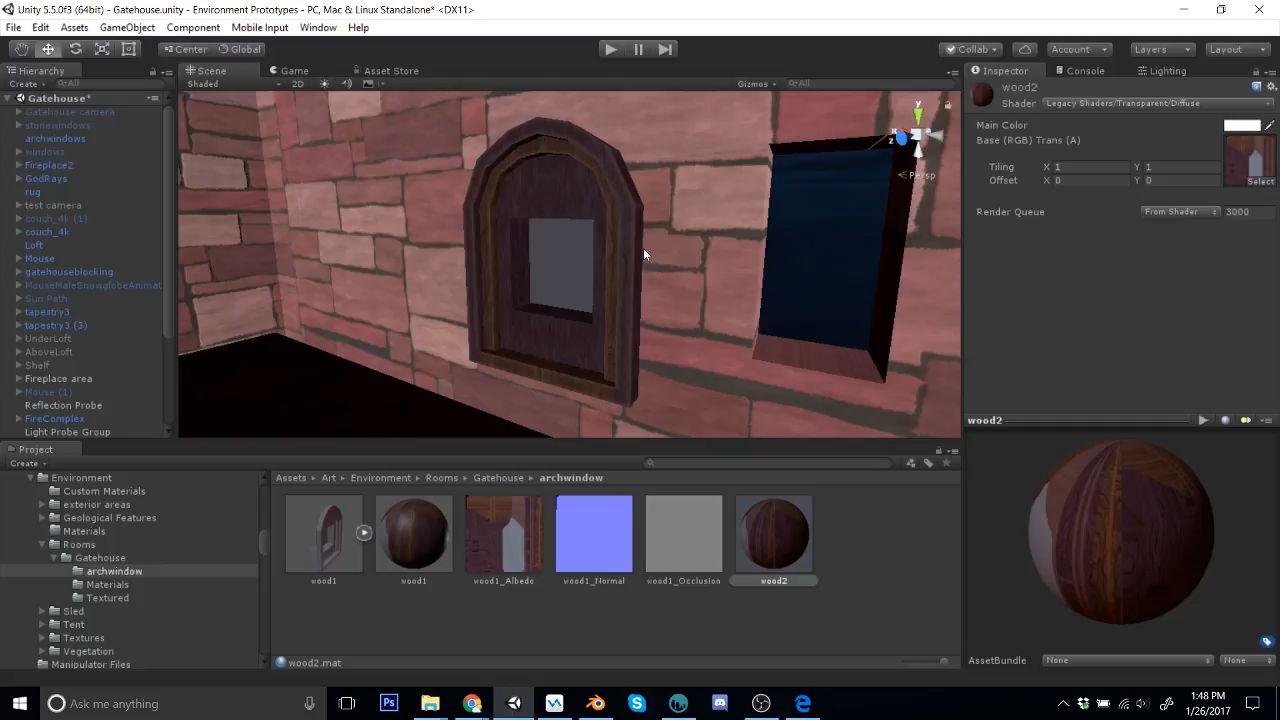 Unity 5.5.0f3 (64bit) - Gatehouse.unity - Environment Prototypes - PC, Mac & Linux Standalone* <DX11>
File Edit Assets GameObject Component Mobile Input Window Help
Center Global Collab Account Layers Layout
Hierarchy
Create All
Gatehouse*
Gatehouse camera
stonewindows
archwindows
windows
Fireplace2
GodRays
rug
test camera
couch_4k (1)
couch_4k
Loft
Mouse
gatehouseblocking
MouseMaleSnowglobeAnimat
Sun Path
tapestry3
tapestry3 (3)
UnderLoft
AboveLoft
Shelf
Fireplace area
Mouse (1)
Reflection Probe
FireComplex
Light Probe Group
Scene Game Asset Store
Shaded 2D Gizmos All
y
x
z
Persp
Inspector Console Lighting
wood2
Shader Legacy Shaders/Transparent/Diffuse
Main Color
Base (RGB) Trans (A)
Tiling X 1 Y 1
Offset X 0 Y 0
Select
Render Queue From Shader 3000
wood2
AssetBundle None None
Project
Create
Environment
Custom Materials
exterior areas
Geological Features
Materials
Rooms
Gatehouse
archwindow
Materials
Textured
Sled
Tent
Textures
Vegetation
Manipulator Files
Assets Art Environment Rooms Gatehouse archwindow
wood1 wood1 wood1_Albedo wood1_Normal wood1_Occlusion wood2
wood2.mat
Ask me anything
Ps
1:48 PM
1/26/2017